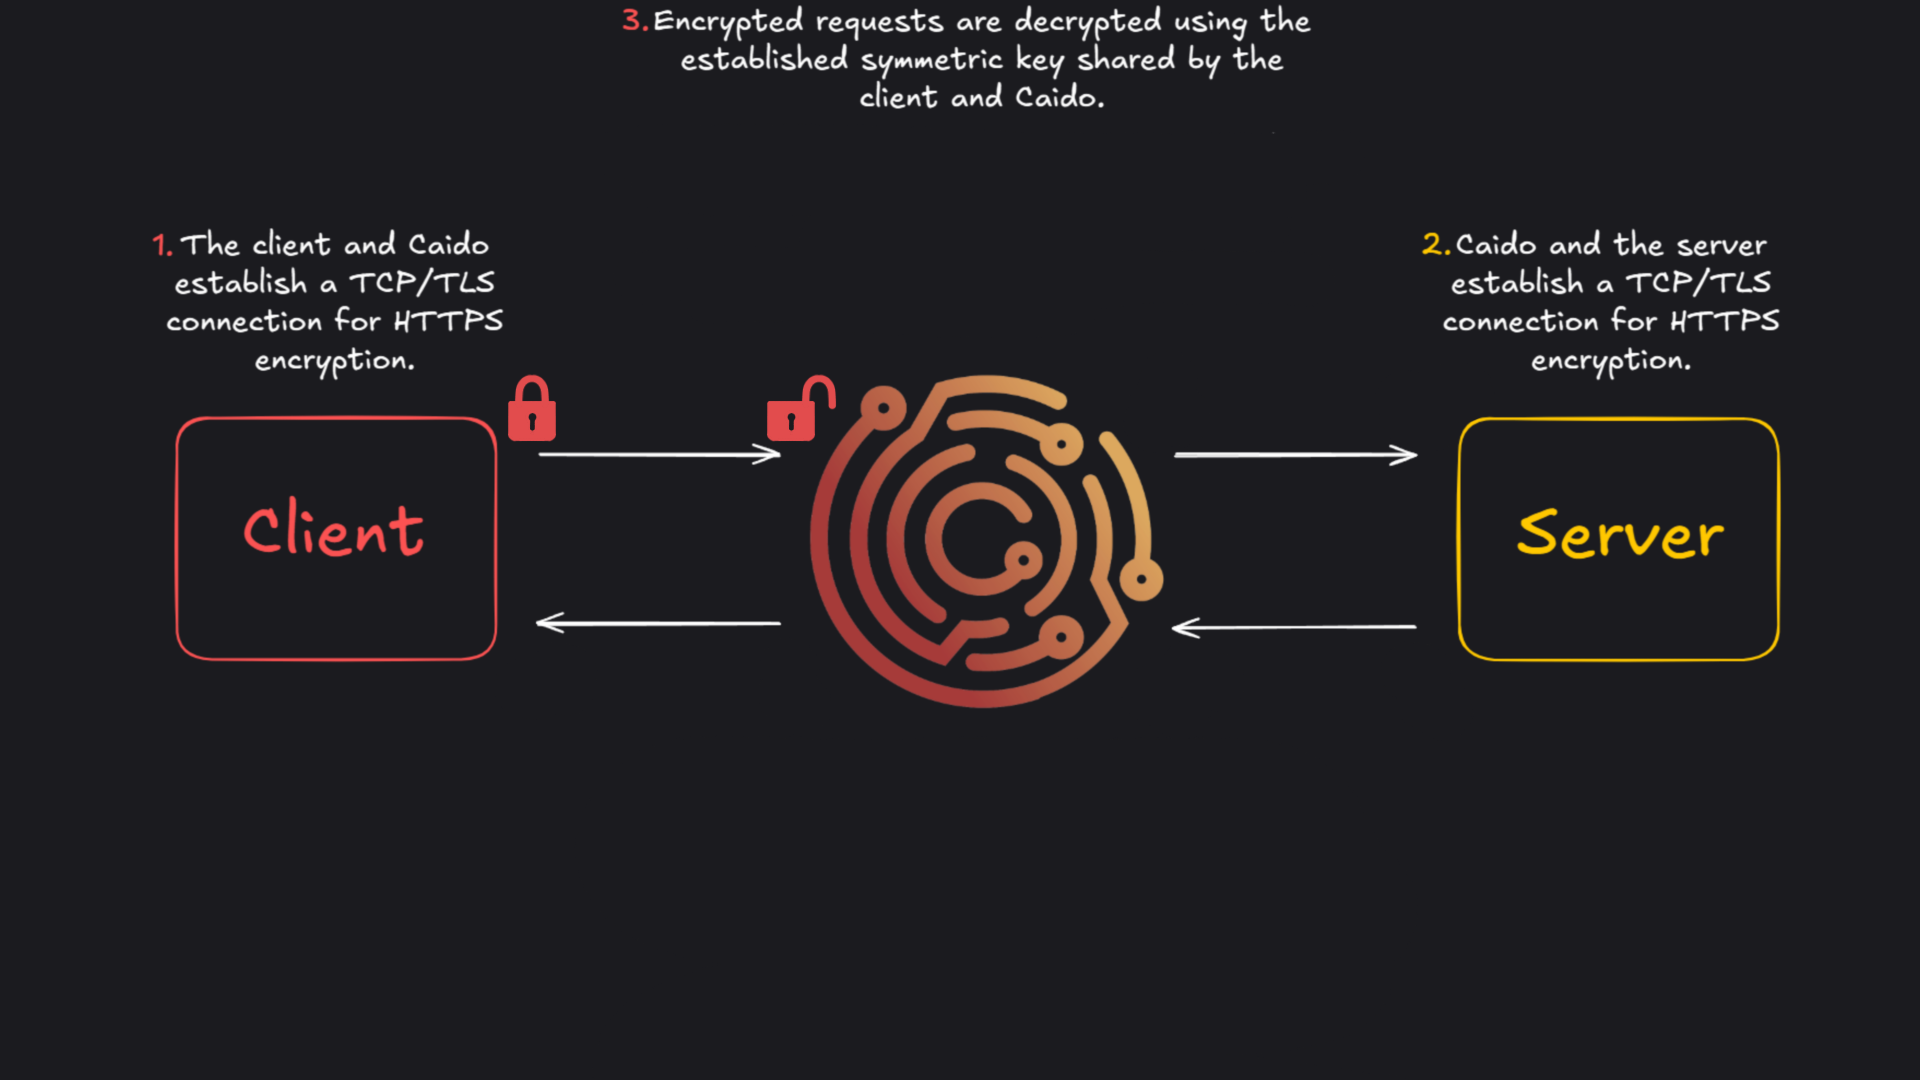 3. Encrypted requests are decrypted using the
established symmetric key shared by the
client and Caido.
1. The client and Caido
establish a TCP/TLS
connection for HTTPS
encryption.
2. Caido and the server
establish a TCP/TLS
connection for HTTPS
encryption.
Client
Server